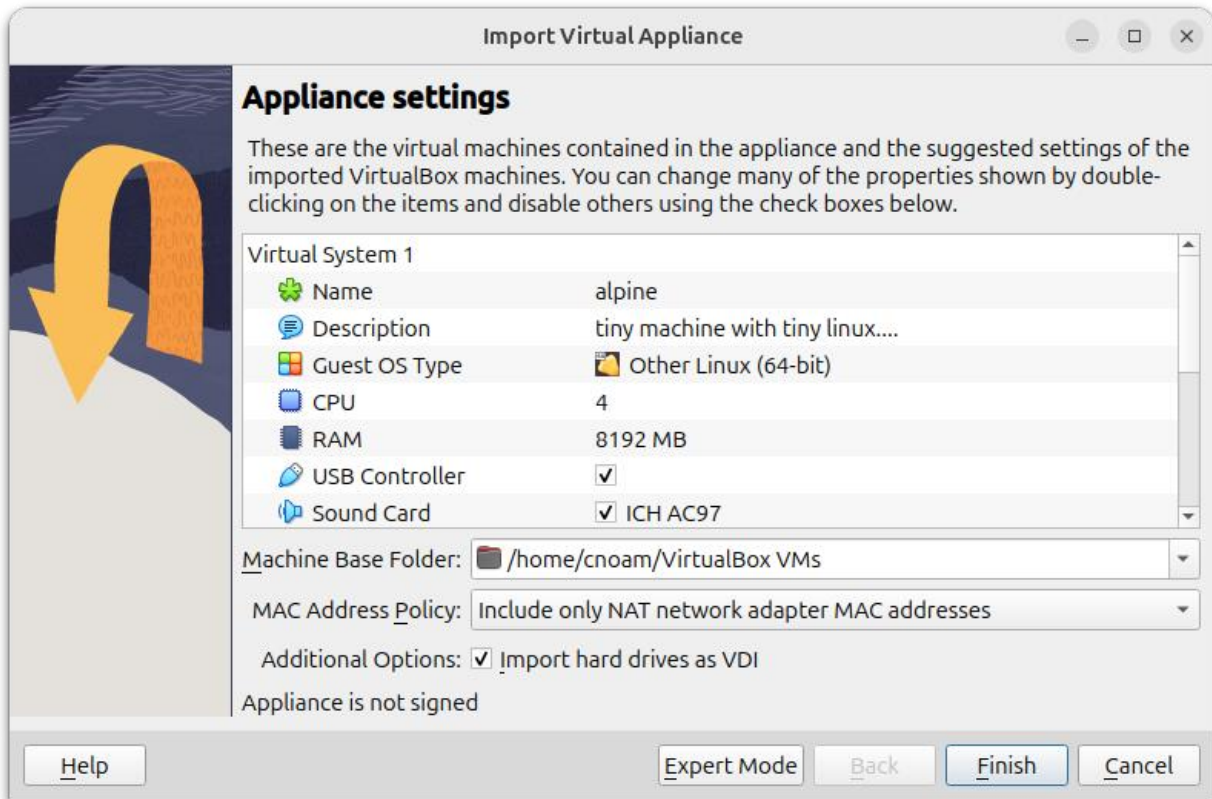 Import Virtual Appliance
Appliance settings
These are the virtual machines contained in the appliance and the suggested settings of the
imported VirtualBox machines. You can change many of the properties shown by double-
clicking on the items and disable others using the check boxes below.
Virtual System 1
Name alpine
Description tiny machine with tiny linux....
Guest OS Type Other Linux (64-bit)
CPU 4
RAM 8192 MB
USB Controller
Sound Card ICH AC97
Machine Base Folder: /home/cnoam/VirtualBox VMs
MAC Address Policy: Include only NAT network adapter MAC addresses
Additional Options: Import hard drives as VDI
Appliance is not signed
Help Expert Mode Back Finish Cancel